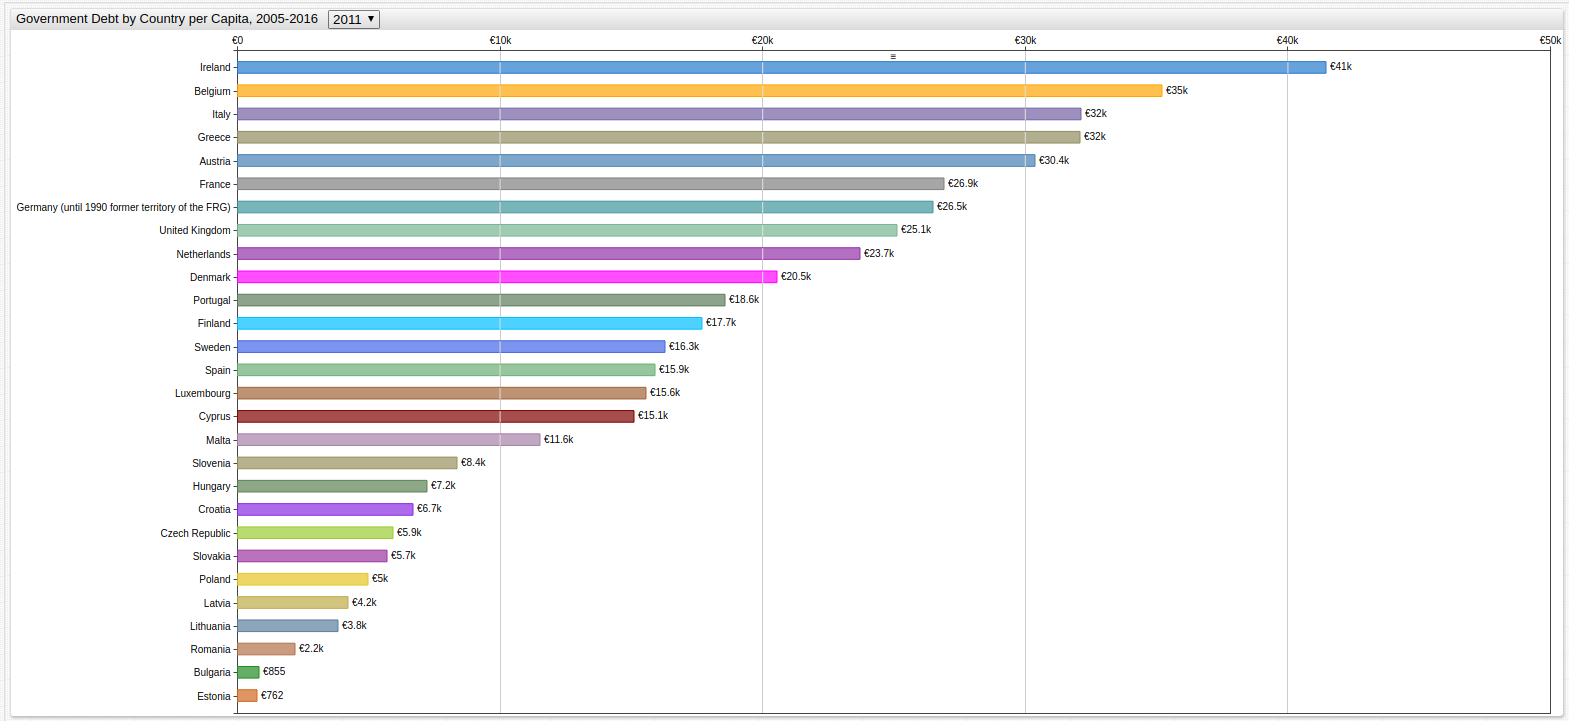 Government Debt by Country per Capita, 2005-2016 2011 ▼
€0 €10k €20k €30k €40k €50k
Ireland €41k
Belgium €35k
Italy €32k
Greece €32k
Austria €30.4k
France €26.9k
Germany (until 1990 former territory of the FRG) €26.5k
United Kingdom €25.1k
Netherlands €23.7k
Denmark €20.5k
Portugal €18.6k
Finland €17.7k
Sweden €16.3k
Spain €15.9k
Luxembourg €15.6k
Cyprus €15.1k
Malta €11.6k
Slovenia €8.4k
Hungary €7.2k
Croatia €6.7k
Czech Republic €5.9k
Slovakia €5.7k
Poland €5k
Latvia €4.2k
Lithuania €3.8k
Romania €2.2k
Bulgaria €855
Estonia €762